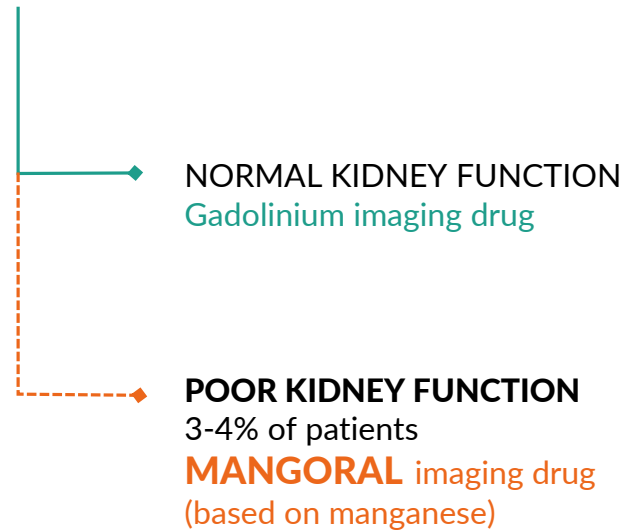 NORMAL KIDNEY FUNCTION
Gadolinium imaging drug
POOR KIDNEY FUNCTION
3-4% of patients
MANGORAL imaging drug
(based on manganese)